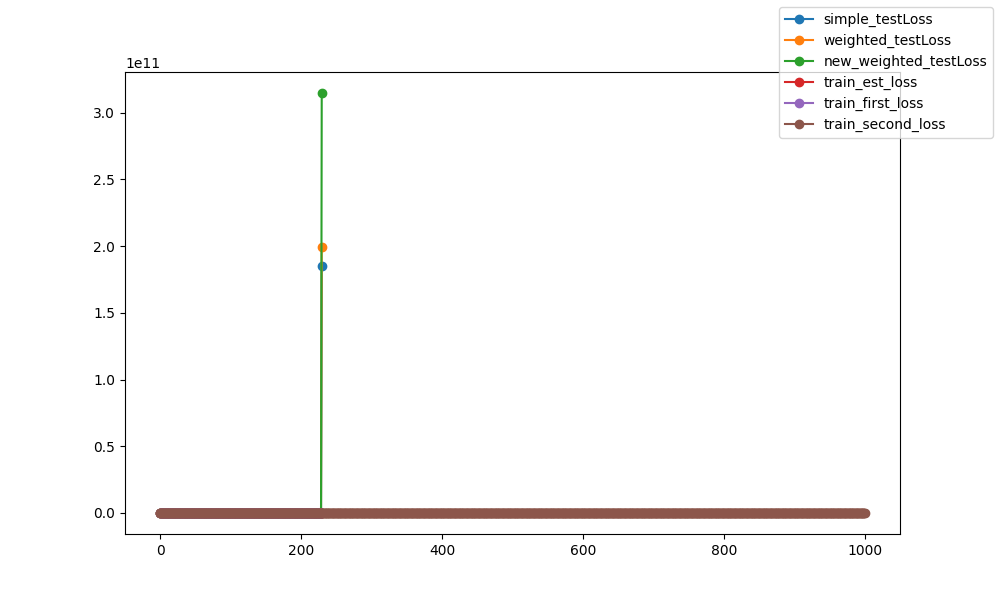 simple_testLoss
weighted_testLoss
new_weighted_testLoss
train_est_loss
train_first_loss
train_second_loss
1e11
3.0
2.5
2.0
1.5
1.0
0.5
0.0
0 200 400 600 800 1000